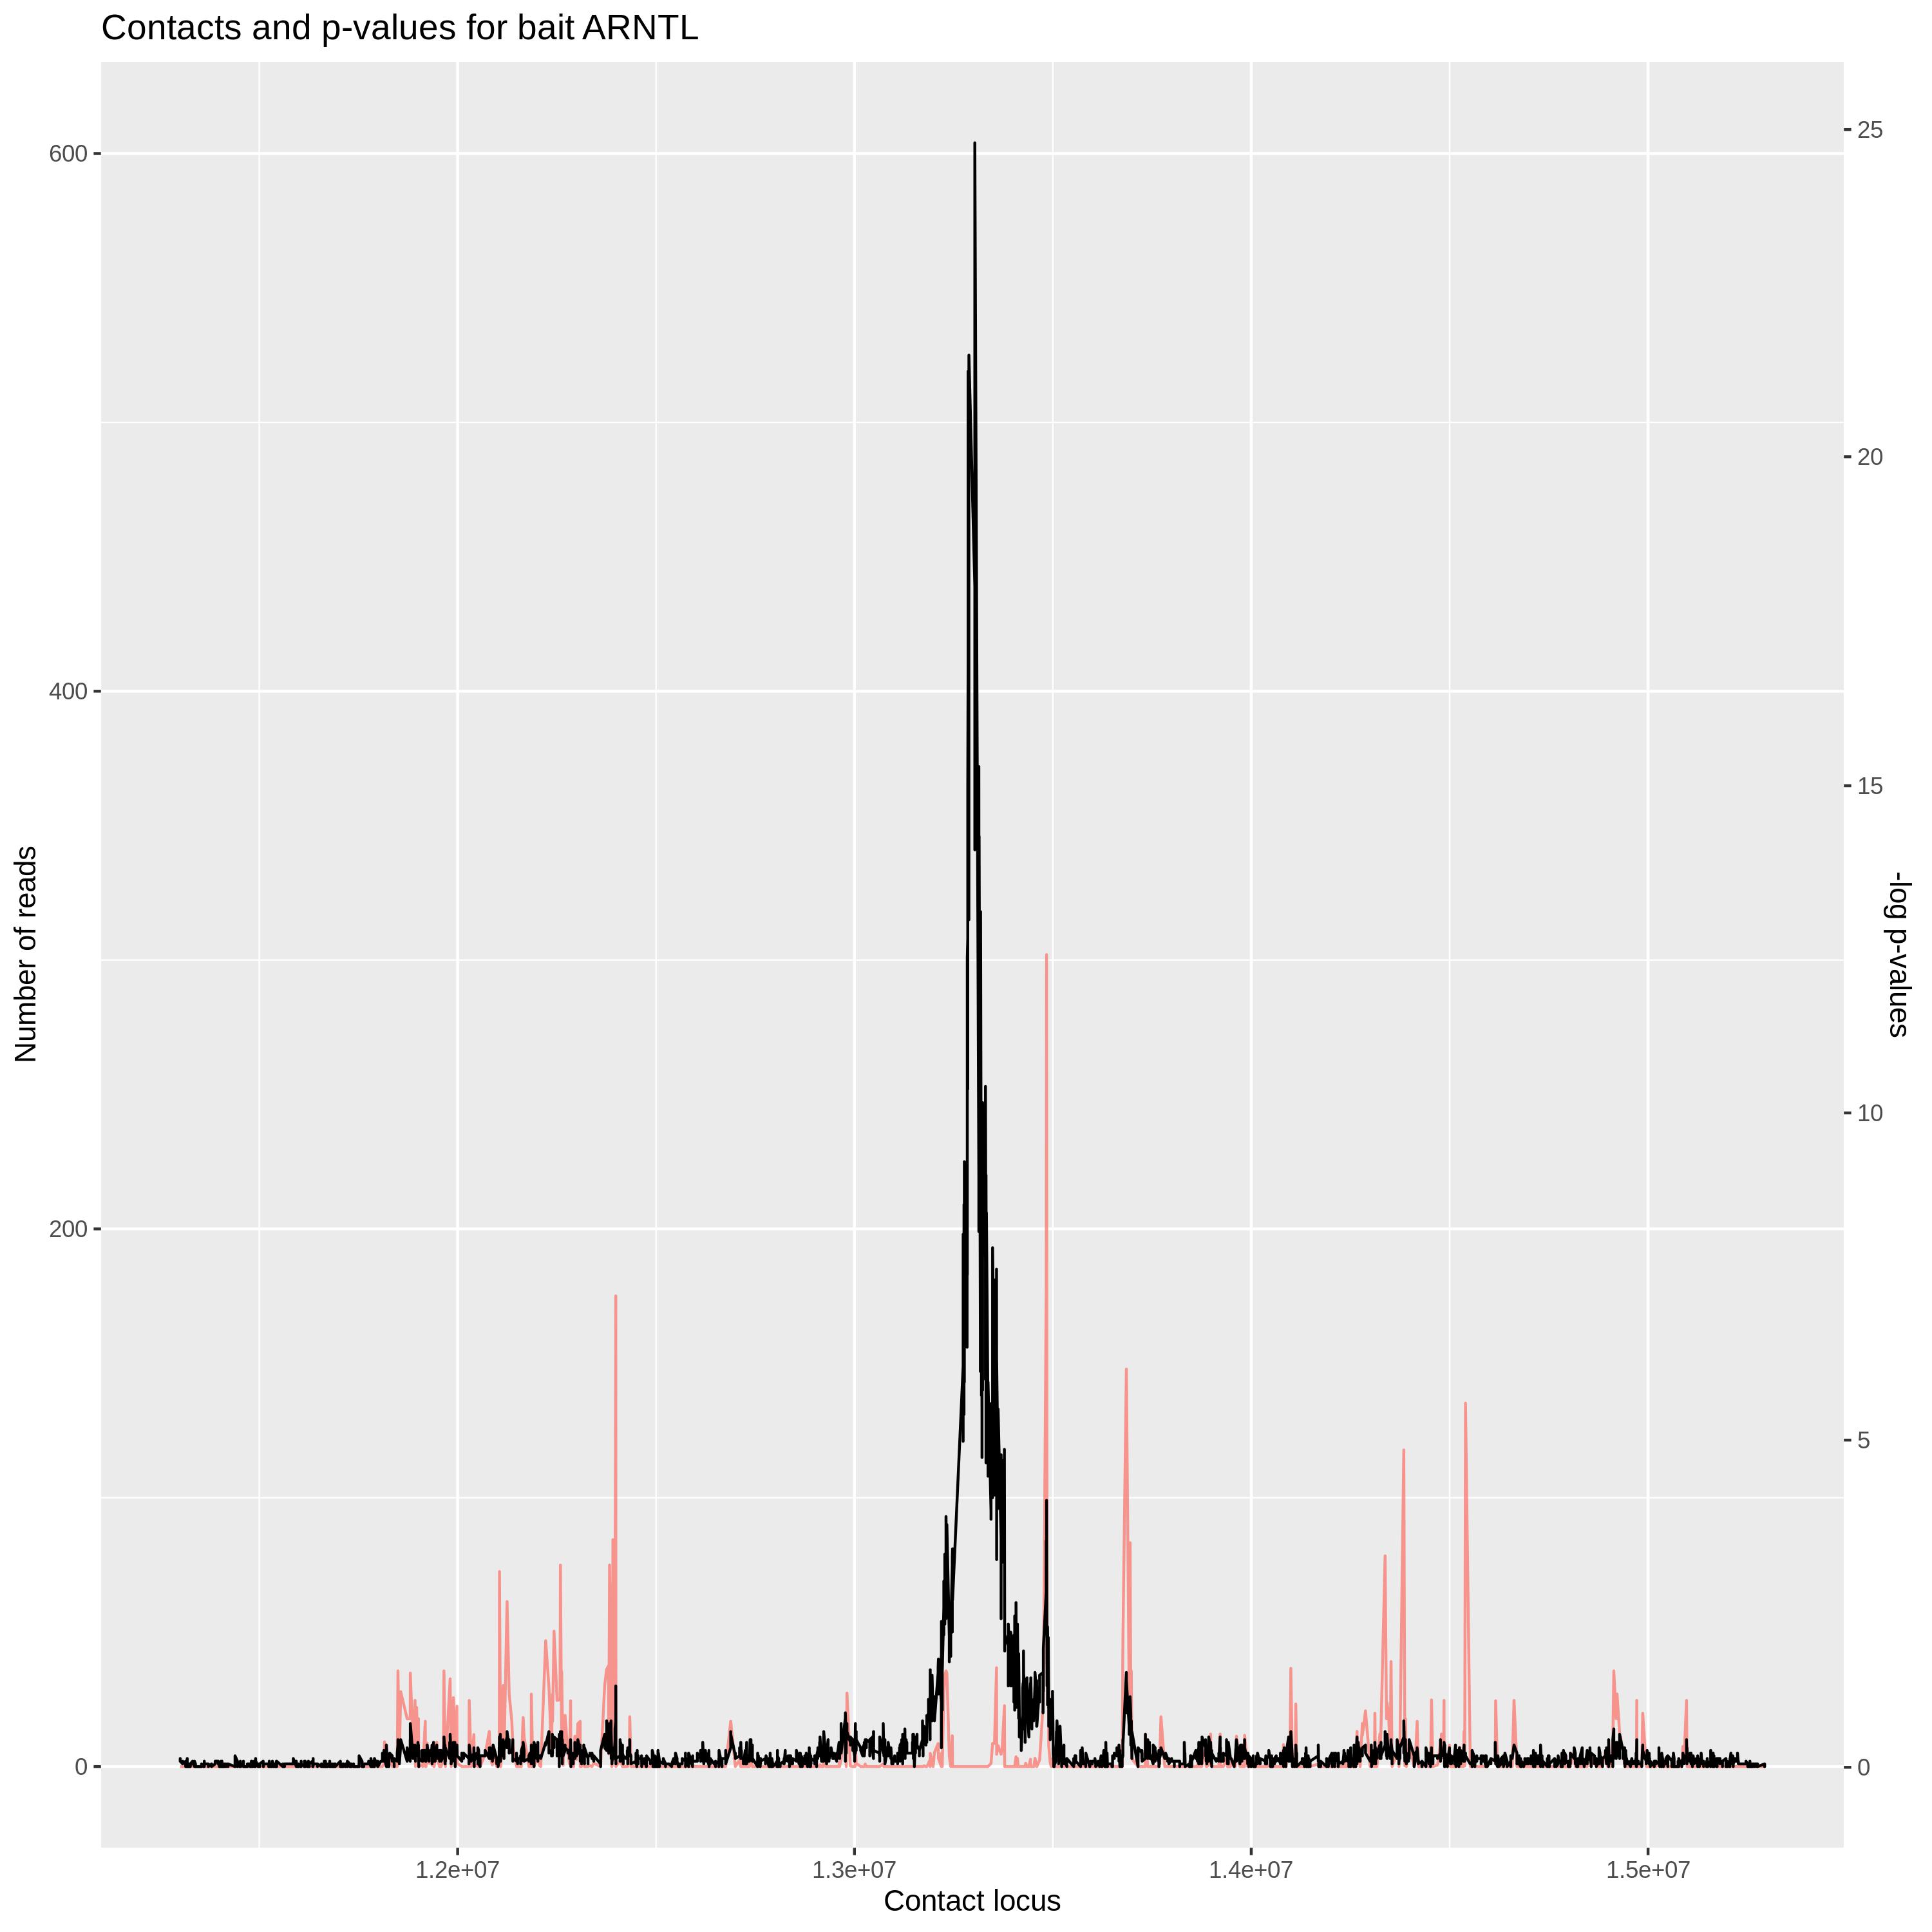 Contacts and p-values for bait ARNTL
600
400
200
0
Number of reads
25
20
15
10
5
0
-log p-values
1.2e+07
1.3e+07
1.4e+07
1.5e+07
Contact locus